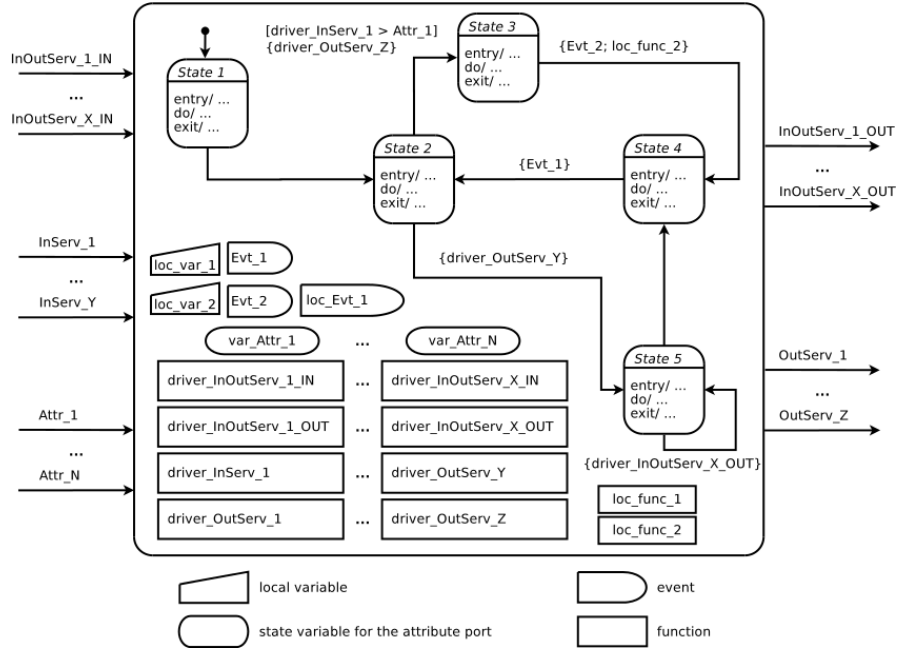 InOutServ_1_IN
...
InOutServ_X_IN
InServ_1
...
InServ_Y
Attr_1
...
Attr_N
State 1
entry/ ...
do/ ...
exit/ ...
[driver_InServ_1 > Attr_1]
{driver_OutServ_Z}
State 3
entry/ ...
do/ ...
exit/ ...
{Evt_2; loc_func_2}
State 2
entry/ ...
do/ ...
exit/ ...
{Evt_1}
State 4
entry/ ...
do/ ...
exit/ ...
{driver_OutServ_Y}
State 5
entry/ ...
do/ ...
exit/ ...
{driver_InOutServ_X_OUT}
loc_var_1
Evt_1
loc_var_2
Evt_2
loc_Evt_1
var_Attr_1
...
var_Attr_N
driver_InOutServ_1_IN
...
driver_InOutServ_X_IN
driver_InOutServ_1_OUT
...
driver_InOutServ_X_OUT
driver_InServ_1
...
driver_OutServ_Y
driver_OutServ_1
...
driver_OutServ_Z
loc_func_1
loc_func_2
InOutServ_1_OUT
...
InOutServ_X_OUT
OutServ_1
...
OutServ_Z
local variable
event
state variable for the attribute port
function